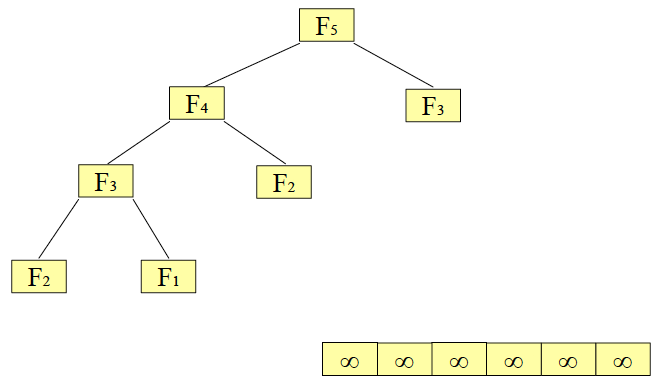 F₅
F₄ F₃
F₃ F₂
F₂ F₁
∞ ∞ ∞ ∞ ∞ ∞